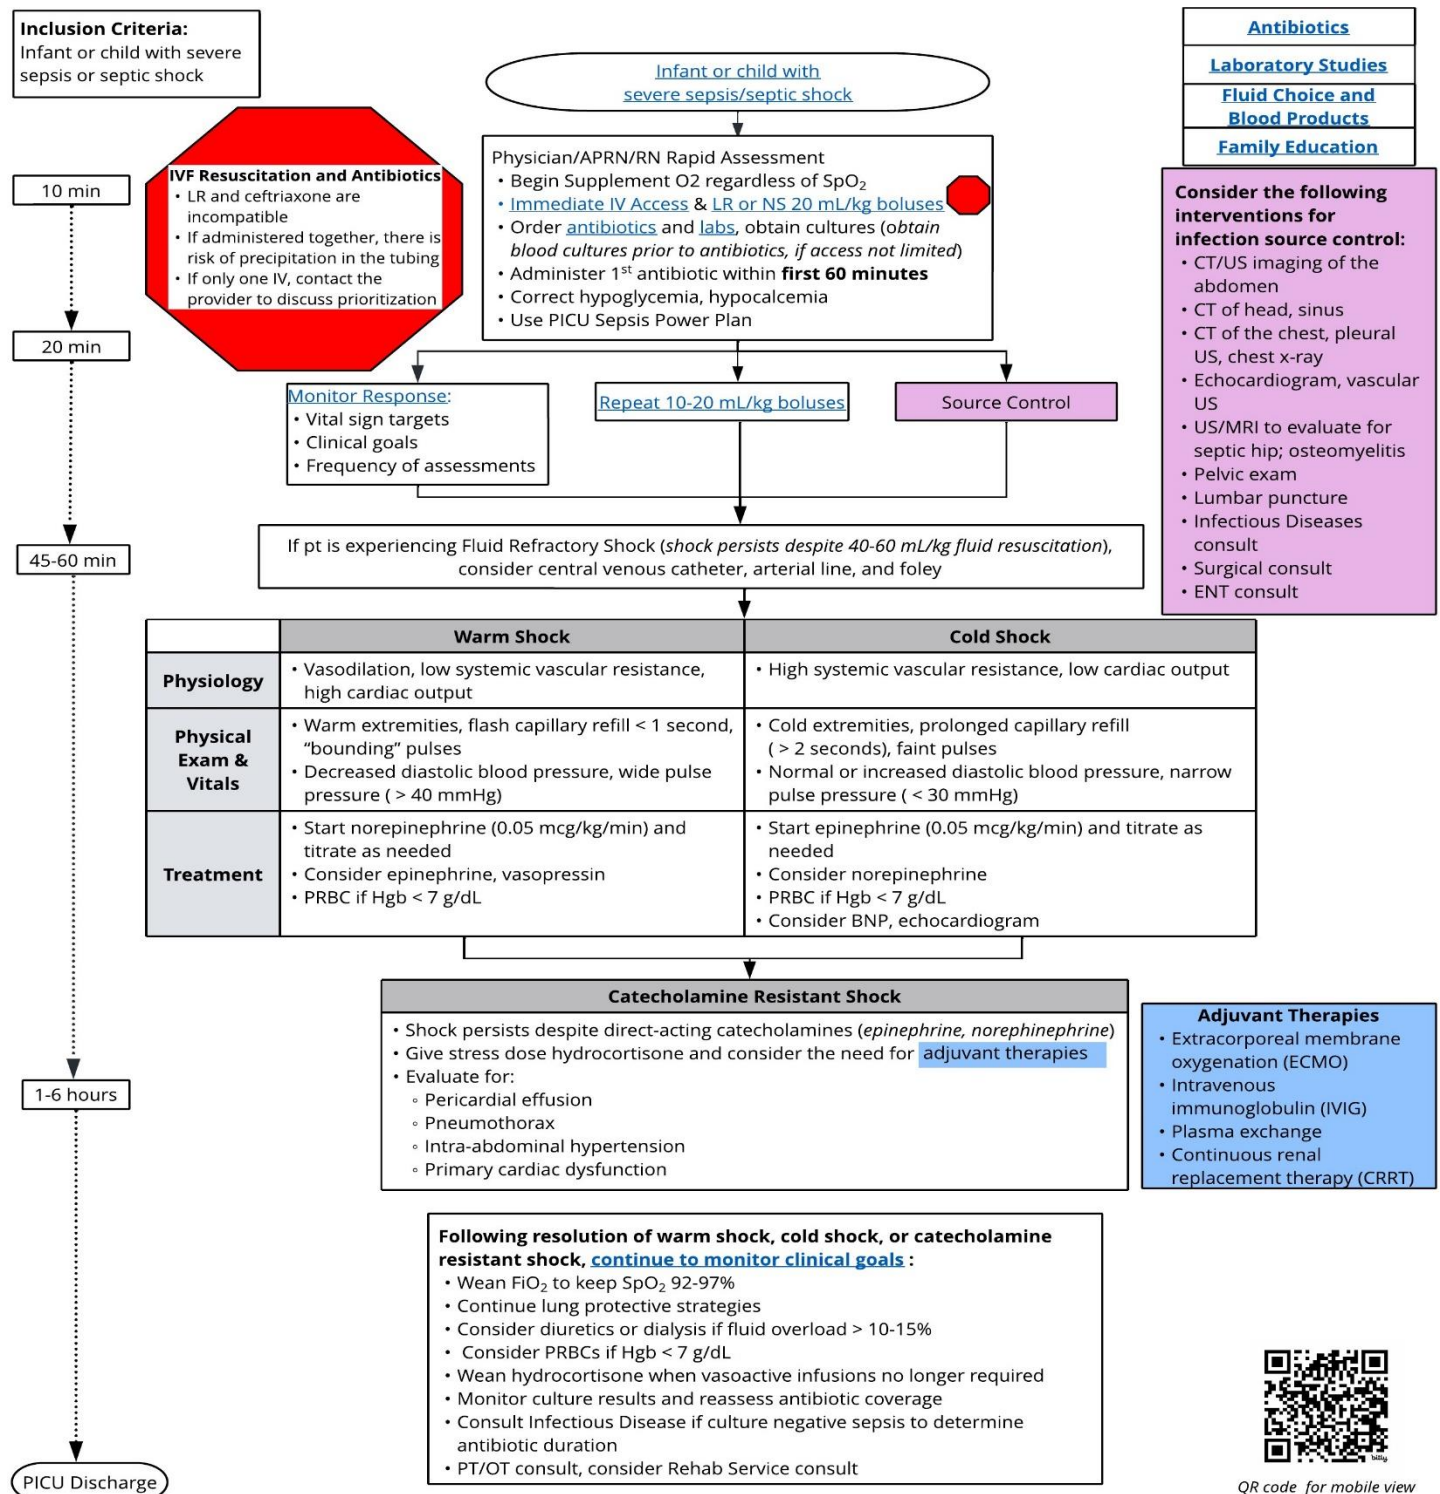 Inclusion Criteria:
Infant or child with severe
sepsis or septic shock
Infant or child with
severe sepsis/septic shock
Antibiotics
Laboratory Studies
Fluid Choice and
Blood Products
Family Education
10 min
20 min
45-60 min
1-6 hours
PICU Discharge
IVF Resuscitation and Antibiotics
• LR and ceftriaxone are
incompatible
• If administered together, there is
risk of precipitation in the tubing
• If only one IV, contact the
provider to discuss prioritization
Physician/APRN/RN Rapid Assessment
• Begin Supplement O2 regardless of SpO₂
• Immediate IV Access & LR or NS 20 mL/kg boluses
• Order antibiotics and labs, obtain cultures (obtain
blood cultures prior to antibiotics, if access not limited)
• Administer 1st antibiotic within first 60 minutes
• Correct hypoglycemia, hypocalcemia
• Use PICU Sepsis Power Plan
Consider the following
interventions for
infection source control:
• CT/US imaging of the
abdomen
• CT of head, sinus
• CT of the chest, pleural
US, chest x-ray
• Echocardiogram, vascular
US
• US/MRI to evaluate for
septic hip; osteomyelitis
• Pelvic exam
• Lumbar puncture
• Infectious Diseases
consult
• Surgical consult
• ENT consult
Monitor Response:
• Vital sign targets
• Clinical goals
• Frequency of assessments
Repeat 10-20 mL/kg boluses
Source Control
If pt is experiencing Fluid Refractory Shock (shock persists despite 40-60 mL/kg fluid resuscitation),
consider central venous catheter, arterial line, and foley
Warm Shock
Cold Shock
Physiology
• Vasodilation, low systemic vascular resistance,
high cardiac output
• High systemic vascular resistance, low cardiac output
Physical
Exam &
Vitals
• Warm extremities, flash capillary refill < 1 second,
“bounding” pulses
• Decreased diastolic blood pressure, wide pulse
pressure ( > 40 mmHg)
• Cold extremities, prolonged capillary refill
( > 2 seconds), faint pulses
• Normal or increased diastolic blood pressure, narrow
pulse pressure ( < 30 mmHg)
Treatment
• Start norepinephrine (0.05 mcg/kg/min) and
titrate as needed
• Consider epinephrine, vasopressin
• PRBC if Hgb < 7 g/dL
• Start epinephrine (0.05 mcg/kg/min) and titrate as
needed
• Consider norepinephrine
• PRBC if Hgb < 7 g/dL
• Consider BNP, echocardiogram
Catecholamine Resistant Shock
• Shock persists despite direct-acting catecholamines (epinephrine, norephinephrine)
• Give stress dose hydrocortisone and consider the need for adjuvant therapies
• Evaluate for:
◦ Pericardial effusion
◦ Pneumothorax
◦ Intra-abdominal hypertension
◦ Primary cardiac dysfunction
Adjuvant Therapies
• Extracorporeal membrane
oxygenation (ECMO)
• Intravenous
immunoglobulin (IVIG)
• Plasma exchange
• Continuous renal
replacement therapy (CRRT)
Following resolution of warm shock, cold shock, or catecholamine
resistant shock, continue to monitor clinical goals :
• Wean FiO₂ to keep SpO₂ 92-97%
• Continue lung protective strategies
• Consider diuretics or dialysis if fluid overload > 10-15%
• Consider PRBCs if Hgb < 7 g/dL
• Wean hydrocortisone when vasoactive infusions no longer required
• Monitor culture results and reassess antibiotic coverage
• Consult Infectious Disease if culture negative sepsis to determine
antibiotic duration
• PT/OT consult, consider Rehab Service consult
bitly
QR code for mobile view